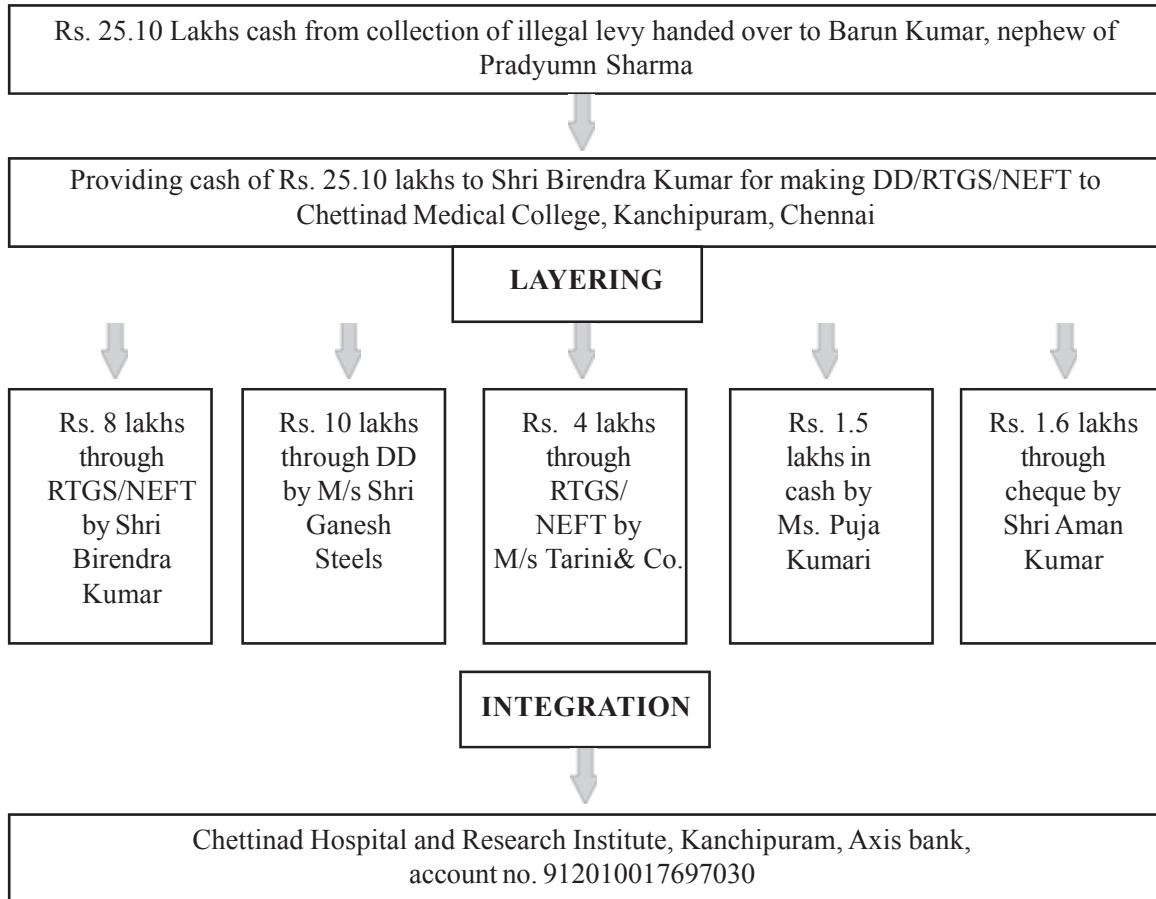 Rs. 25.10 Lakhs cash from collection of illegal levy handed over to Barun Kumar, nephew of
Pradyumn Sharma
Providing cash of Rs. 25.10 lakhs to Shri Birendra Kumar for making DD/RTGS/NEFT to
Chettinad Medical College, Kanchipuram, Chennai
LAYERING
Rs. 8 lakhs
through
RTGS/NEFT
by Shri
Birendra
Kumar
Rs. 10 lakhs
through DD
by M/s Shri
Ganesh
Steels
Rs. 4 lakhs
through
RTGS/
NEFT by
M/s Tarini& Co.
Rs. 1.5
lakhs in
cash by
Ms. Puja
Kumari
Rs. 1.6 lakhs
through
cheque by
Shri Aman
Kumar
INTEGRATION
Chettinad Hospital and Research Institute, Kanchipuram, Axis bank,
account no. 912010017697030